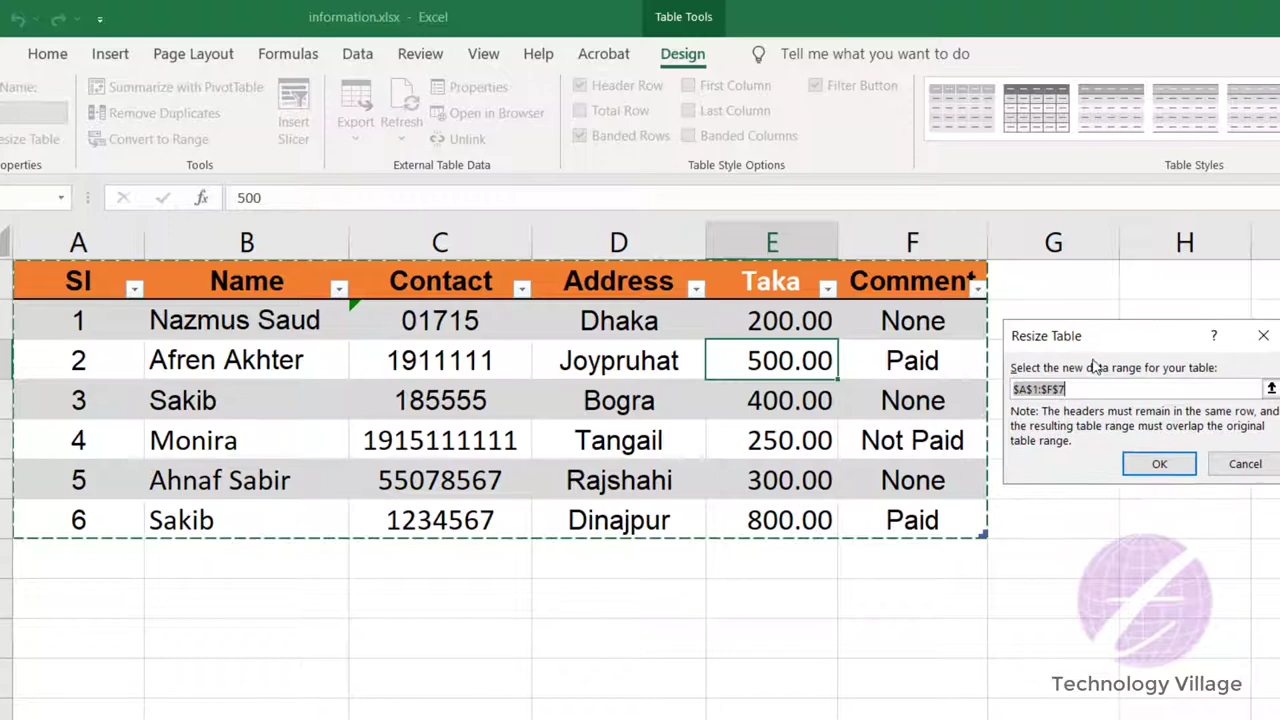 information.xlsx - Excel
Table Tools
Home Insert Page Layout Formulas Data Review View Help Acrobat Design Tell me what you want to do
Name:
Summarize with PivotTable
Remove Duplicates
Convert to Range
Insert Slicer
Export
Refresh
Properties
Open in Browser
Unlink
Header Row
Total Row
Banded Rows
First Column
Last Column
Banded Columns
Filter Button
Tools
External Table Data
Table Style Options
Table Styles
fx 500
A B C D E F G H
Sl Name Contact Address Taka Comment
1 Nazmus Saud 01715 Dhaka 200.00 None
2 Afren Akhter 1911111 Joypruhat 500.00 Paid
3 Sakib 185555 Bogra 400.00 None
4 Monira 1915111111 Tangail 250.00 Not Paid
5 Ahnaf Sabir 55078567 Rajshahi 300.00 None
6 Sakib 1234567 Dinajpur 800.00 Paid
Resize Table ?
Select the new data range for your table:
$A$1:$F$7
Note: The headers must remain in the same row, and
the resulting table range must overlap the original
table range.
OK Cancel
Technology Village